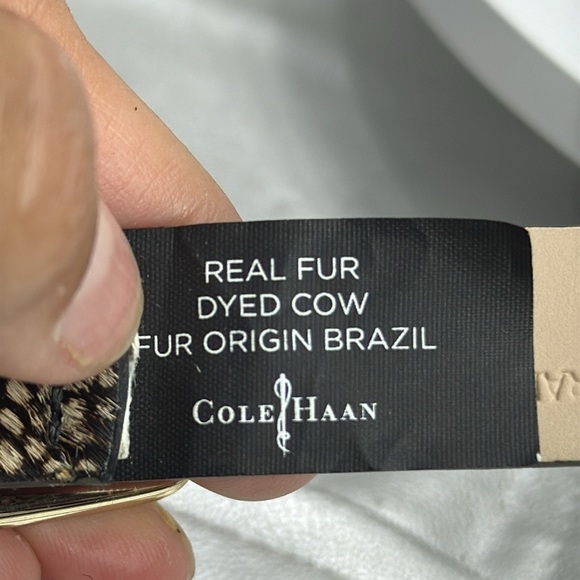 REAL FUR
DYED COW
FUR ORIGIN BRAZIL
COLE HAAN